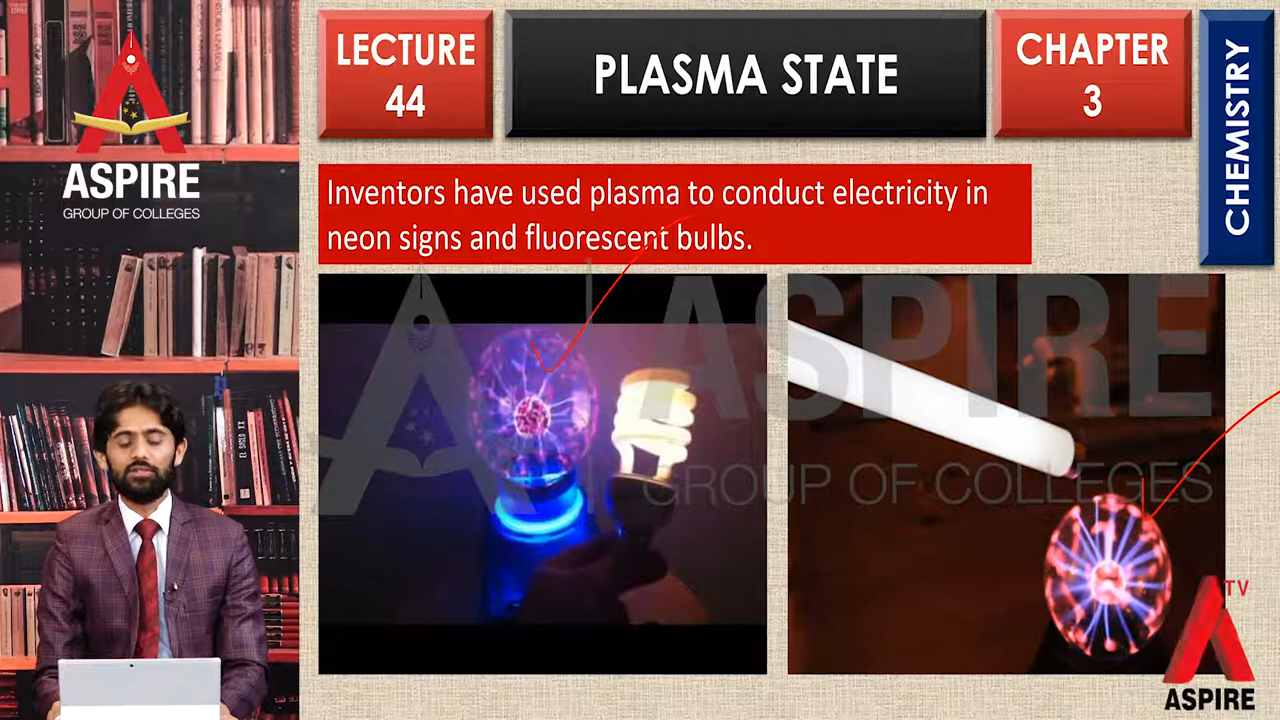 ASPIRE
GROUP OF COLLEGES
LECTURE
44
PLASMA STATE
CHAPTER
3
CHEMISTRY
Inventors have used plasma to conduct electricity in
neon signs and fluorescent bulbs.
ASPIRE
GROUP OF COLLEGES
TV
ASPIRE